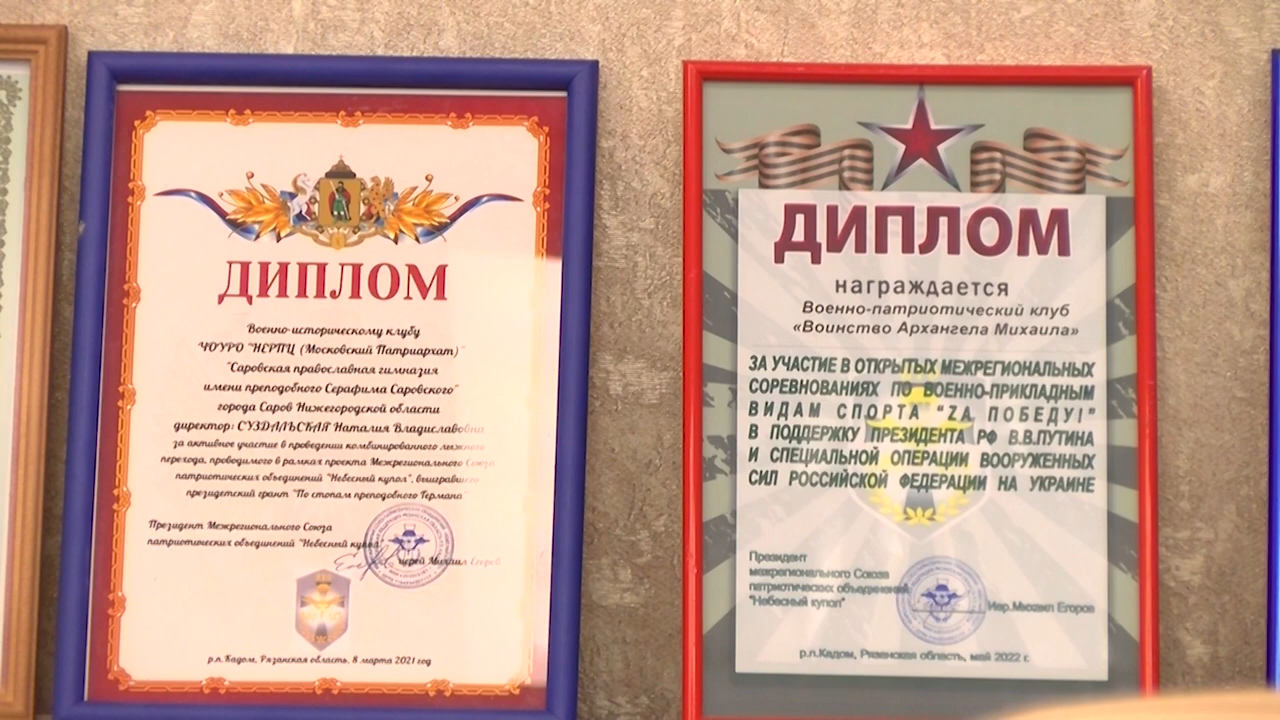 ДИПЛОМ
Военно-историческому клубу
ЧОУРО "НЕРПЦ (Московский Патриархат)"
"Саровская православная гимназия
имени преподобного Серафима Саровского"
города Саров Нижегородской области
директор: СУЗДАЛЬСКАЯ Наталия Владиславовна
за активное участие в проведении комбинированного лыжного
перехода, проводимого в рамках проекта Межрегионального Союза
патриотических объединений "Небесный купол", выигравшего
президетский грант "По стопам преподобного Германа"
Президент Межрегионального Союза
патриотических объединений "Небесный купол"
иерей Михаил Егоров
р.п.Кадом, Рязанская область, 8 марта 2021 год
ДИПЛОМ
награждается
Военно-патриотический клуб
«Воинство Архангела Михаила»
ЗА УЧАСТИЕ В ОТКРЫТЫХ МЕЖРЕГИОНАЛЬНЫХ
СОРЕВНОВАНИЯХ ПО ВОЕННО-ПРИКЛАДНЫМ
ВИДАМ СПОРТА "ZА ПОБЕДУ!"
В ПОДДЕРЖКУ ПРЕЗИДЕНТА РФ В.В.ПУТИНА
И СПЕЦИАЛЬНОЙ ОПЕРАЦИИ ВООРУЖЕННЫХ
СИЛ РОССИЙСКОЙ ФЕДЕРАЦИИ НА УКРАИНЕ
Президент
межрегионального Союза
патриотических объединений
"Небесный купол"
Иер.Михаил Егоров
р.п.Кадом, Рязанская область, май 2022 г.